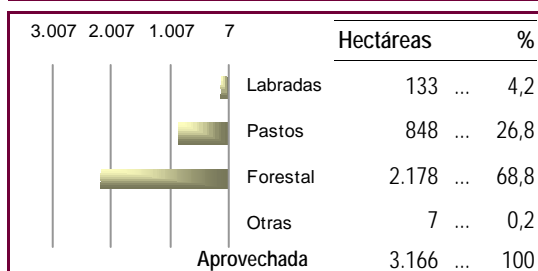 3.007 2.007 1.007 7
Hectáreas %
Labradas 133 ... 4,2
Pastos 848 ... 26,8
Forestal 2.178 ... 68,8
Otras 7 ... 0,2
Aprovechada 3.166 ... 100